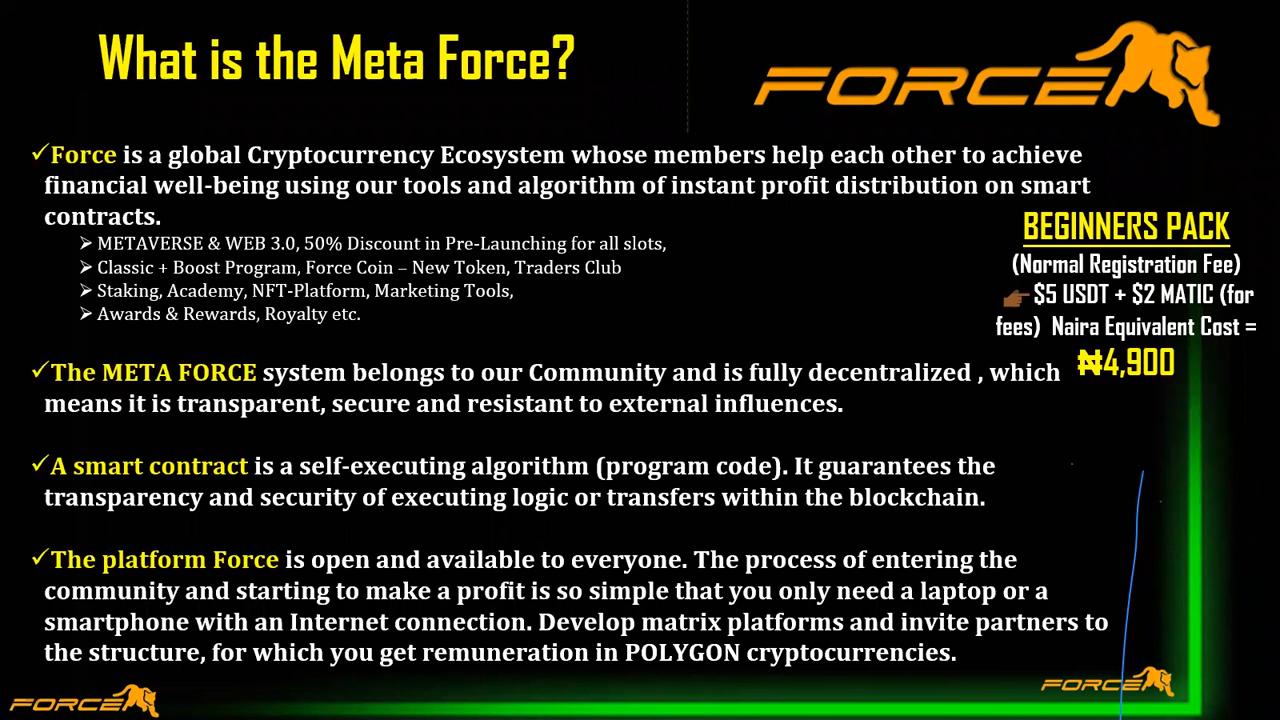 What is the Meta Force?
FORCE
✓Force is a global Cryptocurrency Ecosystem whose members help each other to achieve
financial well-being using our tools and algorithm of instant profit distribution on smart
contracts.
➢ METAVERSE & WEB 3.0, 50% Discount in Pre-Launching for all slots,
➢ Classic + Boost Program, Force Coin – New Token, Traders Club
➢ Staking, Academy, NFT-Platform, Marketing Tools,
➢ Awards & Rewards, Royalty etc.
BEGINNERS PACK
(Normal Registration Fee)
👉 $5 USDT + $2 MATIC (for
fees) Naira Equivalent Cost =
₦4,900
✓The META FORCE system belongs to our Community and is fully decentralized , which
means it is transparent, secure and resistant to external influences.
✓A smart contract is a self-executing algorithm (program code). It guarantees the
transparency and security of executing logic or transfers within the blockchain.
✓The platform Force is open and available to everyone. The process of entering the
community and starting to make a profit is so simple that you only need a laptop or a
smartphone with an Internet connection. Develop matrix platforms and invite partners to
the structure, for which you get remuneration in POLYGON cryptocurrencies.
FORCE
FORCE